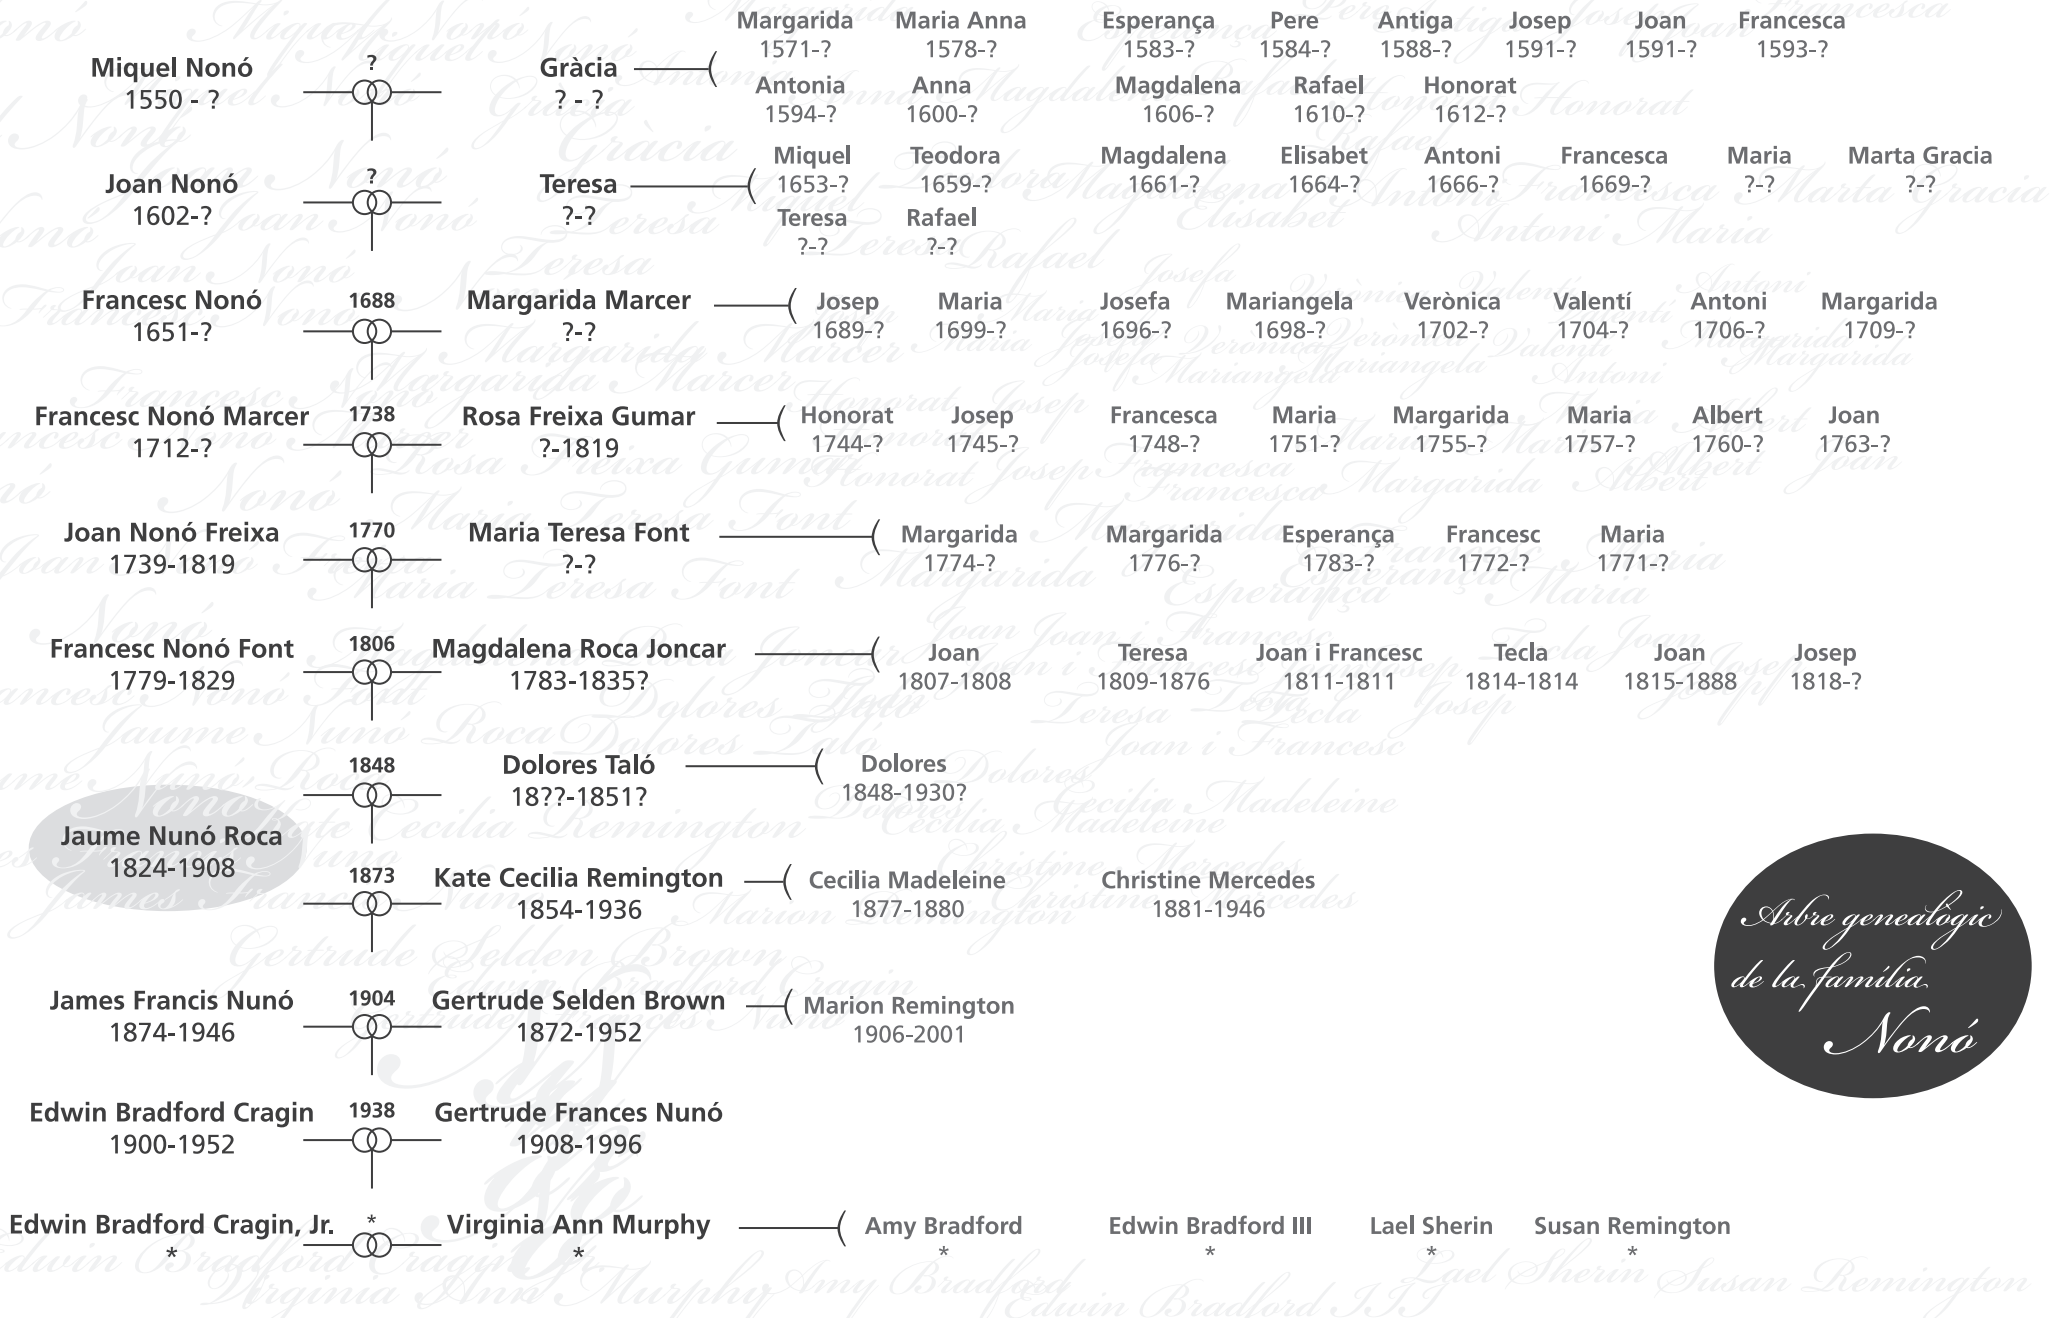 Margarida Maria Anna Esperança Pere Antiga Josep Joan Francesca
1571-? 1578-? 1583-? 1584-? 1588-? 1591-? 1591-? 1593-?
Miquel Nonó ? Gràcia
1550 - ? ? - ?
Antonia Anna Magdalena Rafael Honorat
1594-? 1600-? 1606-? 1610-? 1612-?
Miquel Teodora Magdalena Elisabet Antoni Francesca Maria Marta Gracia
1653-? 1659-? 1661-? 1664-? 1666-? 1669-? ?-? ?-?
Joan Nonó ? Teresa
1602-? ?-?
Teresa Rafael
?-? ?-?
Francesc Nonó 1688 Margarida Marcer Josep Maria Josefa Mariangela Verònica Valentí Antoni Margarida
1651-? ?-? 1689-? 1699-? 1696-? 1698-? 1702-? 1704-? 1706-? 1709-?
Francesc Nonó Marcer 1738 Rosa Freixa Gumar Honorat Josep Francesca Maria Margarida Maria Albert Joan
1712-? ?-1819 1744-? 1745-? 1748-? 1751-? 1755-? 1757-? 1760-? 1763-?
Joan Nonó Freixa 1770 Maria Teresa Font Margarida Margarida Esperança Francesc Maria
1739-1819 ?-? 1774-? 1776-? 1783-? 1772-? 1771-?
Francesc Nonó Font 1806 Magdalena Roca Joncar Joan Teresa Joan i Francesc Tecla Joan Josep
1779-1829 1783-1835? 1807-1808 1809-1876 1811-1811 1814-1814 1815-1888 1818-?
1848 Dolores Taló Dolores
18??-1851? 1848-1930?
Jaume Nunó Roca
1824-1908
1873 Kate Cecilia Remington Cecilia Madeleine Christine Mercedes
1854-1936 1877-1880 1881-1946
Arbre genealògic
de la família
Nonó
James Francis Nunó 1904 Gertrude Selden Brown Marion Remington
1874-1946 1872-1952 1906-2001
Edwin Bradford Cragin 1938 Gertrude Frances Nunó
1900-1952 1908-1996
Edwin Bradford Cragin, Jr. * Virginia Ann Murphy Amy Bradford Edwin Bradford III Lael Sherin Susan Remington
* * * * * *